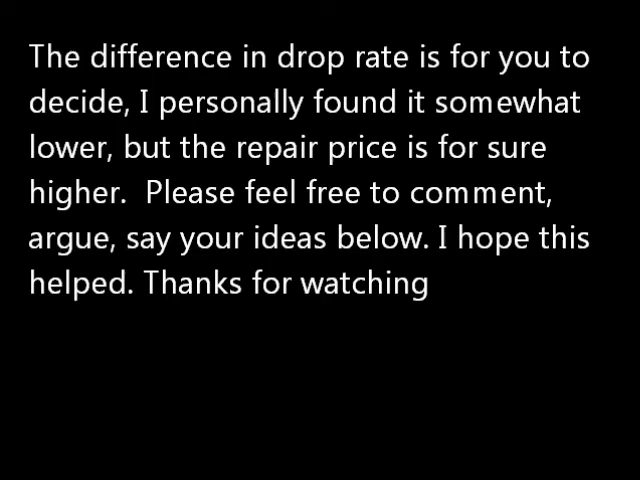 The difference in drop rate is for you to
decide, I personally found it somewhat
lower, but the repair price is for sure
higher.  Please feel free to comment,
argue, say your ideas below. I hope this
helped. Thanks for watching